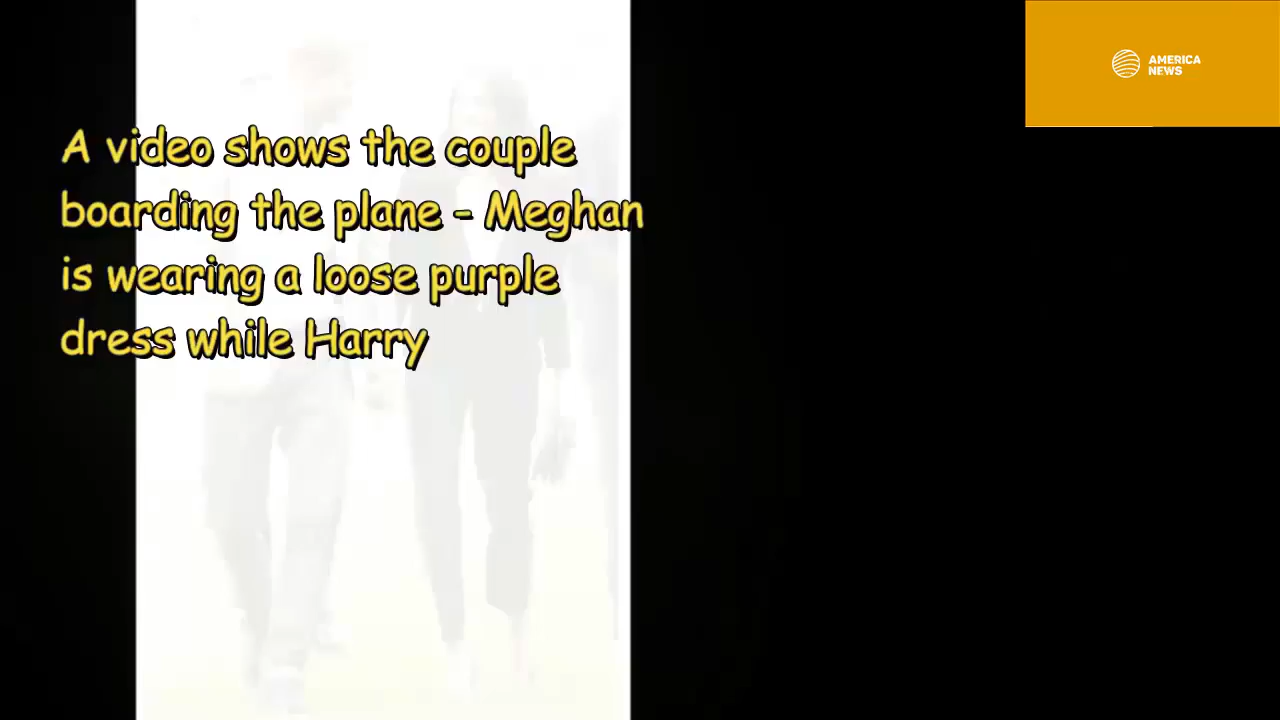 A video shows the couple
boarding the plane - Meghan
is wearing a loose purple
dress while Harry
AMERICA
NEWS